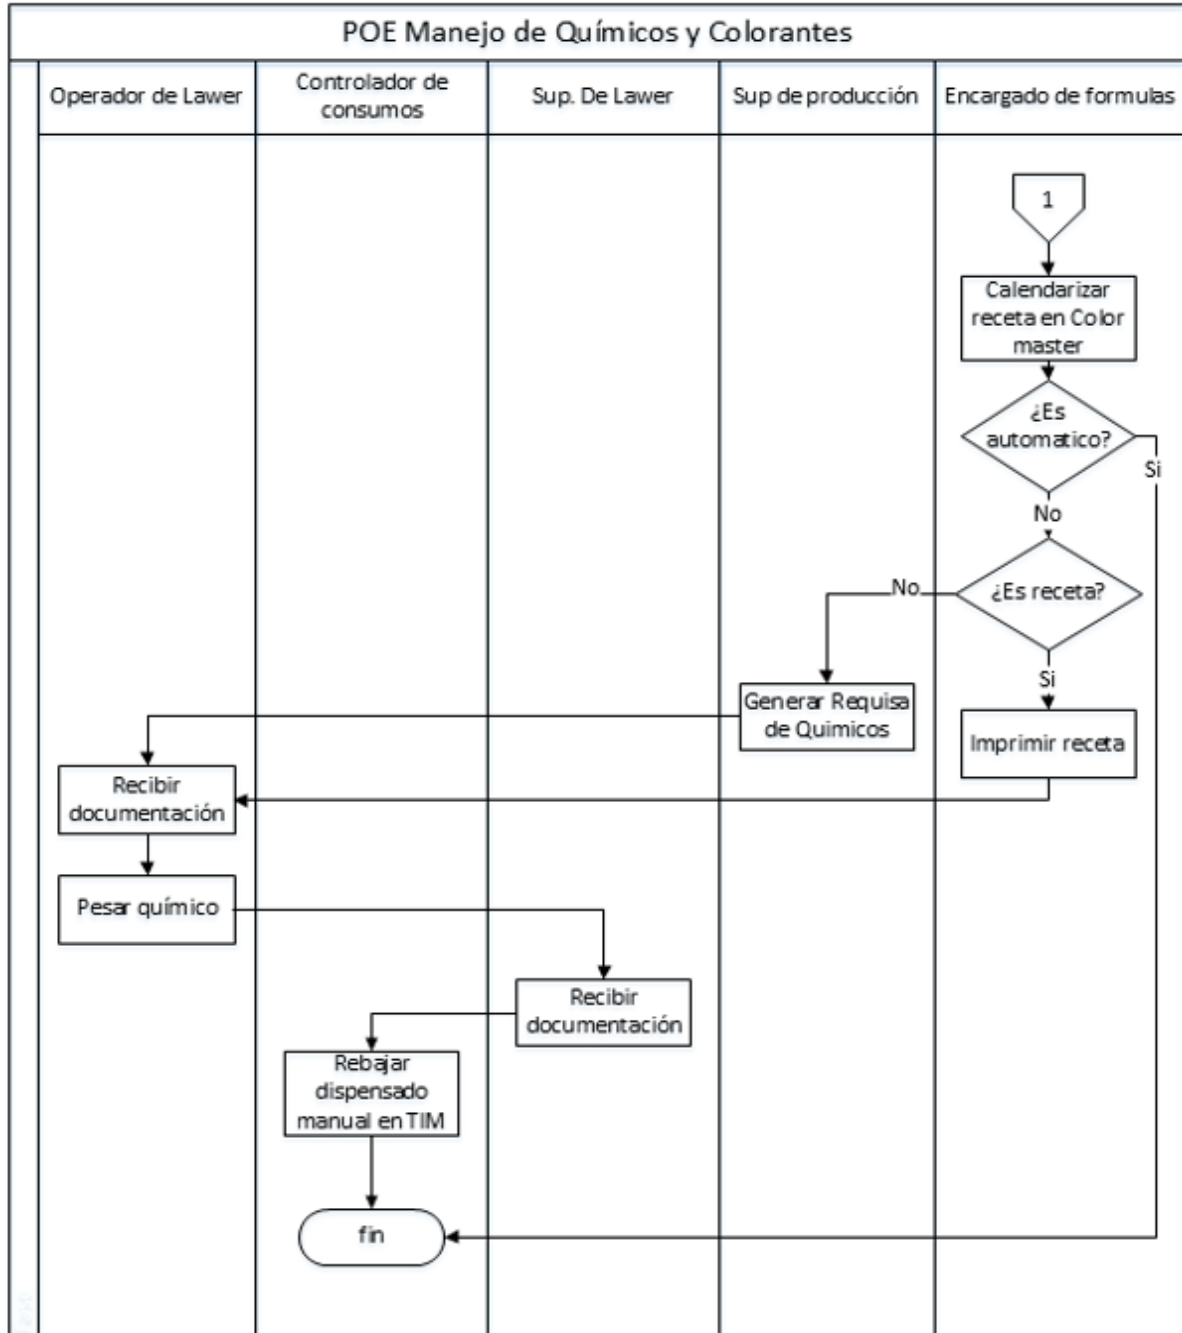 POE Manejo de Químicos y Colorantes
Operador de Lawer
Controlador de
consumos
Sup. De Lawer
Sup de producción
Encargado de formulas
1
Calendarizar
receta en Color
master
¿Es
automatico?
Si
No
¿Es receta?
No
Si
Generar Requisa
de Quimicos
Imprimir receta
Recibir
documentación
Pesar químico
Recibir
documentación
Rebajar
dispensado
manual en TIM
fin